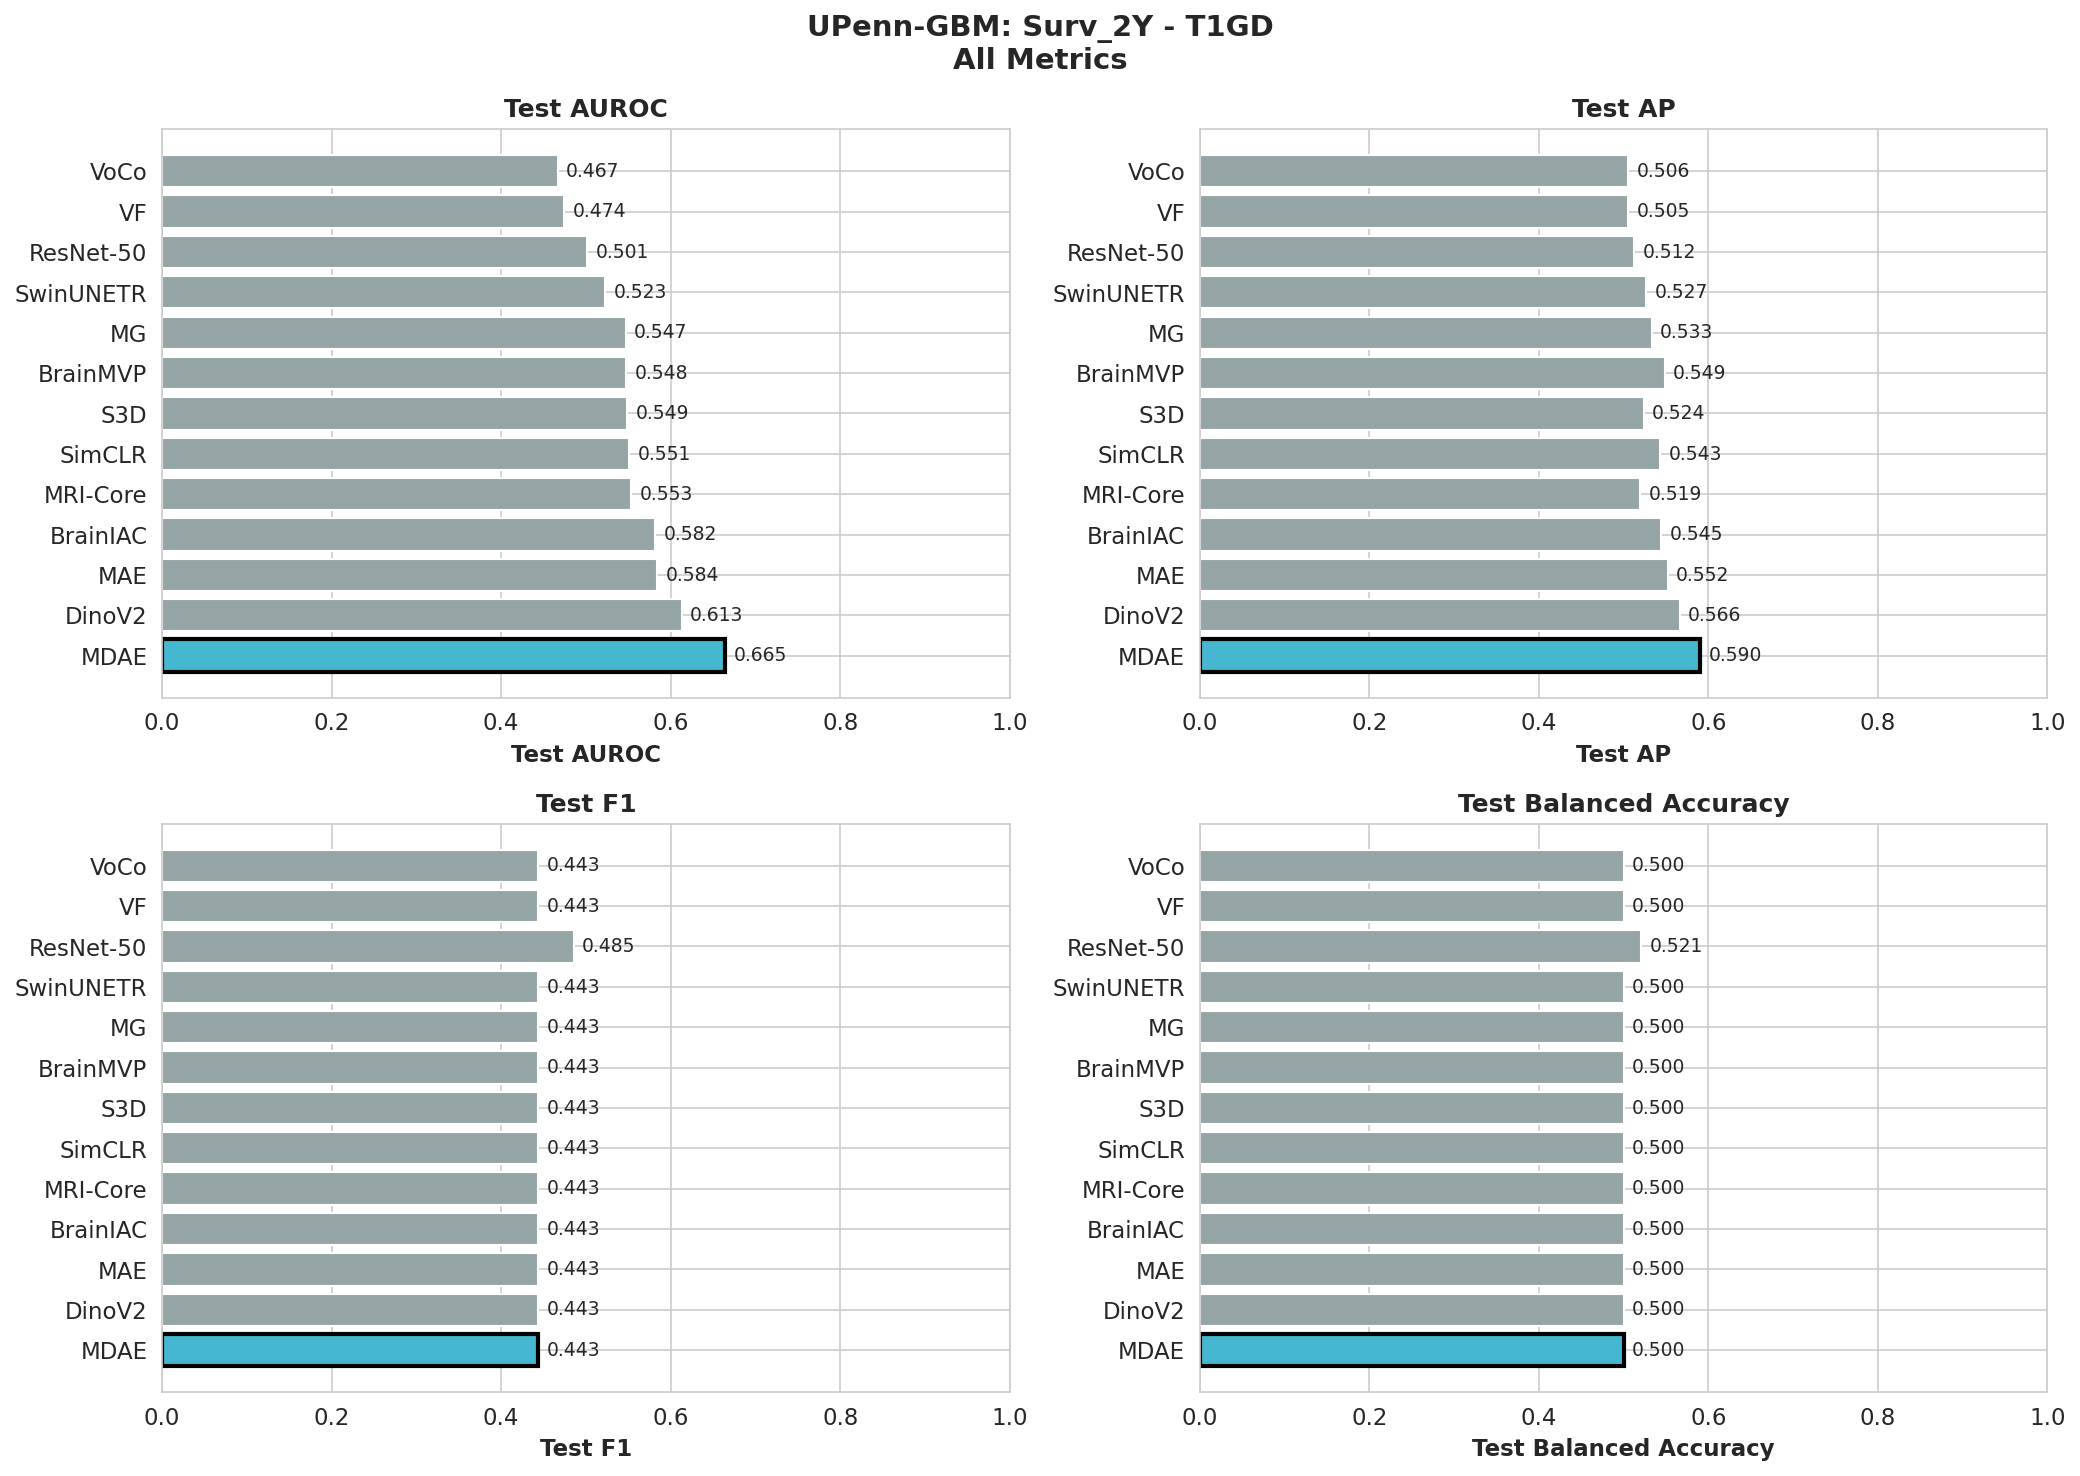 UPenn-GBM: Surv_2Y - T1GD
All Metrics
Test AUROC
VoCo 0.467
VF 0.474
ResNet-50 0.501
SwinUNETR 0.523
MG 0.547
BrainMVP 0.548
S3D 0.549
SimCLR 0.551
MRI-Core 0.553
BrainIAC 0.582
MAE 0.584
DinoV2 0.613
MDAE 0.665
0.0 0.2 0.4 0.6 0.8 1.0
Test AUROC
Test AP
VoCo 0.506
VF 0.505
ResNet-50 0.512
SwinUNETR 0.527
MG 0.533
BrainMVP 0.549
S3D 0.524
SimCLR 0.543
MRI-Core 0.519
BrainIAC 0.545
MAE 0.552
DinoV2 0.566
MDAE 0.590
0.0 0.2 0.4 0.6 0.8 1.0
Test AP
Test F1
VoCo 0.443
VF 0.443
ResNet-50 0.485
SwinUNETR 0.443
MG 0.443
BrainMVP 0.443
S3D 0.443
SimCLR 0.443
MRI-Core 0.443
BrainIAC 0.443
MAE 0.443
DinoV2 0.443
MDAE 0.443
0.0 0.2 0.4 0.6 0.8 1.0
Test F1
Test Balanced Accuracy
VoCo 0.500
VF 0.500
ResNet-50 0.521
SwinUNETR 0.500
MG 0.500
BrainMVP 0.500
S3D 0.500
SimCLR 0.500
MRI-Core 0.500
BrainIAC 0.500
MAE 0.500
DinoV2 0.500
MDAE 0.500
0.0 0.2 0.4 0.6 0.8 1.0
Test Balanced Accuracy